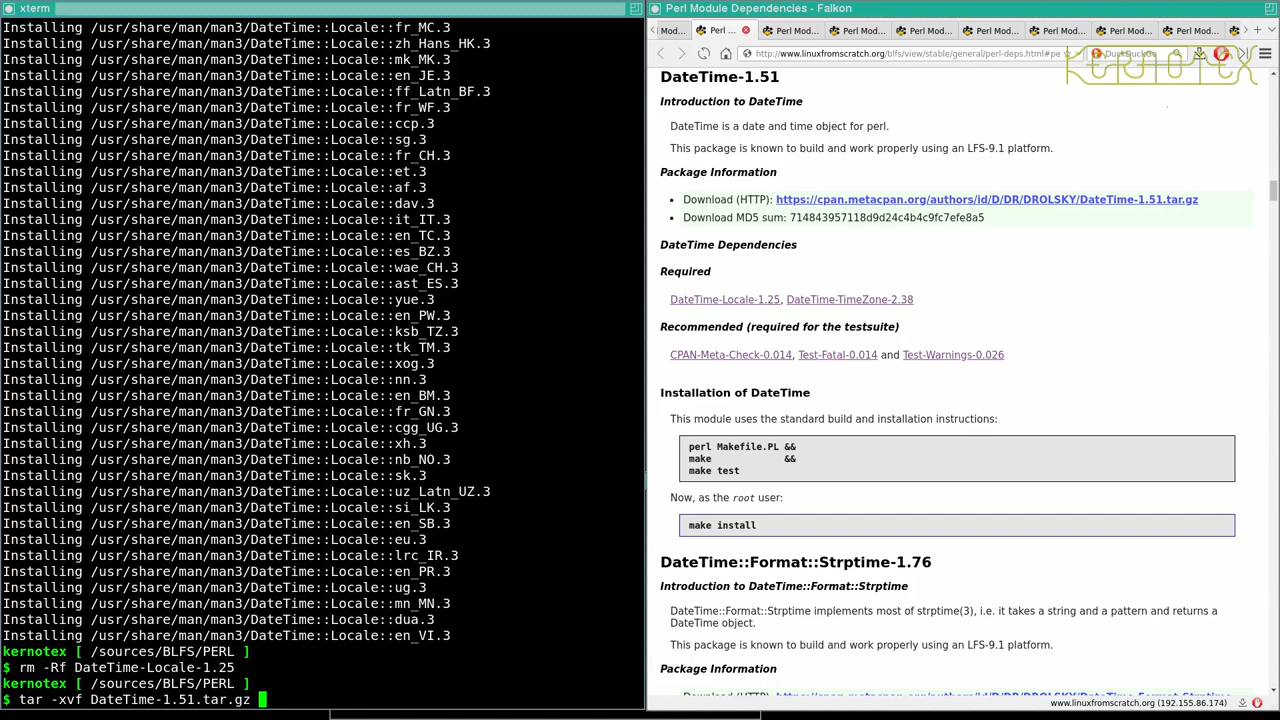 xterm
Installing /usr/share/man/man3/DateTime::Locale::fr_MC.3
Installing /usr/share/man/man3/DateTime::Locale::zh_Hans_HK.3
Installing /usr/share/man/man3/DateTime::Locale::mk_MK.3
Installing /usr/share/man/man3/DateTime::Locale::en_JE.3
Installing /usr/share/man/man3/DateTime::Locale::ff_Latn_BF.3
Installing /usr/share/man/man3/DateTime::Locale::fr_WF.3
Installing /usr/share/man/man3/DateTime::Locale::ccp.3
Installing /usr/share/man/man3/DateTime::Locale::sg.3
Installing /usr/share/man/man3/DateTime::Locale::fr_CH.3
Installing /usr/share/man/man3/DateTime::Locale::et.3
Installing /usr/share/man/man3/DateTime::Locale::af.3
Installing /usr/share/man/man3/DateTime::Locale::dav.3
Installing /usr/share/man/man3/DateTime::Locale::it_IT.3
Installing /usr/share/man/man3/DateTime::Locale::en_TC.3
Installing /usr/share/man/man3/DateTime::Locale::es_BZ.3
Installing /usr/share/man/man3/DateTime::Locale::wae_CH.3
Installing /usr/share/man/man3/DateTime::Locale::ast_ES.3
Installing /usr/share/man/man3/DateTime::Locale::yue.3
Installing /usr/share/man/man3/DateTime::Locale::en_PW.3
Installing /usr/share/man/man3/DateTime::Locale::ksb_TZ.3
Installing /usr/share/man/man3/DateTime::Locale::tk_TM.3
Installing /usr/share/man/man3/DateTime::Locale::xog.3
Installing /usr/share/man/man3/DateTime::Locale::nn.3
Installing /usr/share/man/man3/DateTime::Locale::en_BM.3
Installing /usr/share/man/man3/DateTime::Locale::fr_GN.3
Installing /usr/share/man/man3/DateTime::Locale::cgg_UG.3
Installing /usr/share/man/man3/DateTime::Locale::xh.3
Installing /usr/share/man/man3/DateTime::Locale::nb_NO.3
Installing /usr/share/man/man3/DateTime::Locale::sk.3
Installing /usr/share/man/man3/DateTime::Locale::uz_Latn_UZ.3
Installing /usr/share/man/man3/DateTime::Locale::si_LK.3
Installing /usr/share/man/man3/DateTime::Locale::en_SB.3
Installing /usr/share/man/man3/DateTime::Locale::eu.3
Installing /usr/share/man/man3/DateTime::Locale::lrc_IR.3
Installing /usr/share/man/man3/DateTime::Locale::en_PR.3
Installing /usr/share/man/man3/DateTime::Locale::ug.3
Installing /usr/share/man/man3/DateTime::Locale::mn_MN.3
Installing /usr/share/man/man3/DateTime::Locale::dua.3
Installing /usr/share/man/man3/DateTime::Locale::en_VI.3
kernotex [ /sources/BLFS/PERL ]
$ rm -Rf DateTime-Locale-1.25
kernotex [ /sources/BLFS/PERL ]
$ tar -xvf DateTime-1.51.tar.gz
Perl Module Dependencies - Falkon
Modu... Perl ... Perl Mod Perl Mod Perl Mod Perl Mod Perl Mod Perl Mod Perl Mod
http://www.linuxfromscratch.org/blfs/view/stable/general/perl-deps.html#pe
DuckDuckGo
KERNOTEX
DateTime-1.51
Introduction to DateTime
DateTime is a date and time object for perl.
This package is known to build and work properly using an LFS-9.1 platform.
Package Information
• Download (HTTP): https://cpan.metacpan.org/authors/id/D/DR/DROLSKY/DateTime-1.51.tar.gz
• Download MD5 sum: 714843957118d9d24c4b4c9fc7efe8a5
DateTime Dependencies
Required
DateTime-Locale-1.25, DateTime-TimeZone-2.38
Recommended (required for the testsuite)
CPAN-Meta-Check-0.014, Test-Fatal-0.014 and Test-Warnings-0.026
Installation of DateTime
This module uses the standard build and installation instructions:
perl Makefile.PL &&
make &&
make test
Now, as the root user:
make install
DateTime::Format::Strptime-1.76
Introduction to DateTime::Format::Strptime
DateTime::Format::Strptime implements most of strptime(3), i.e. it takes a string and a pattern and returns a
DateTime object.
This package is known to build and work properly using an LFS-9.1 platform.
Package Information
www.linuxfromscratch.org (192.155.86.174)